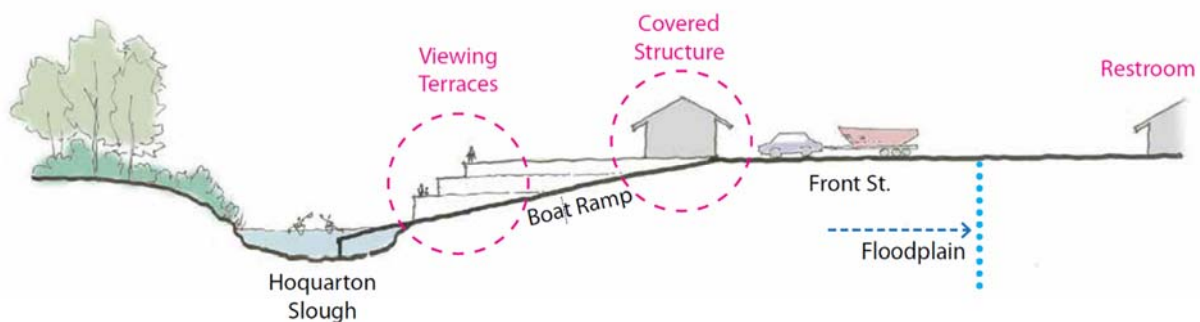 Viewing
Terraces
Covered
Structure
Restroom
Boat Ramp
Front St.
Floodplain
Hoquarton
Slough